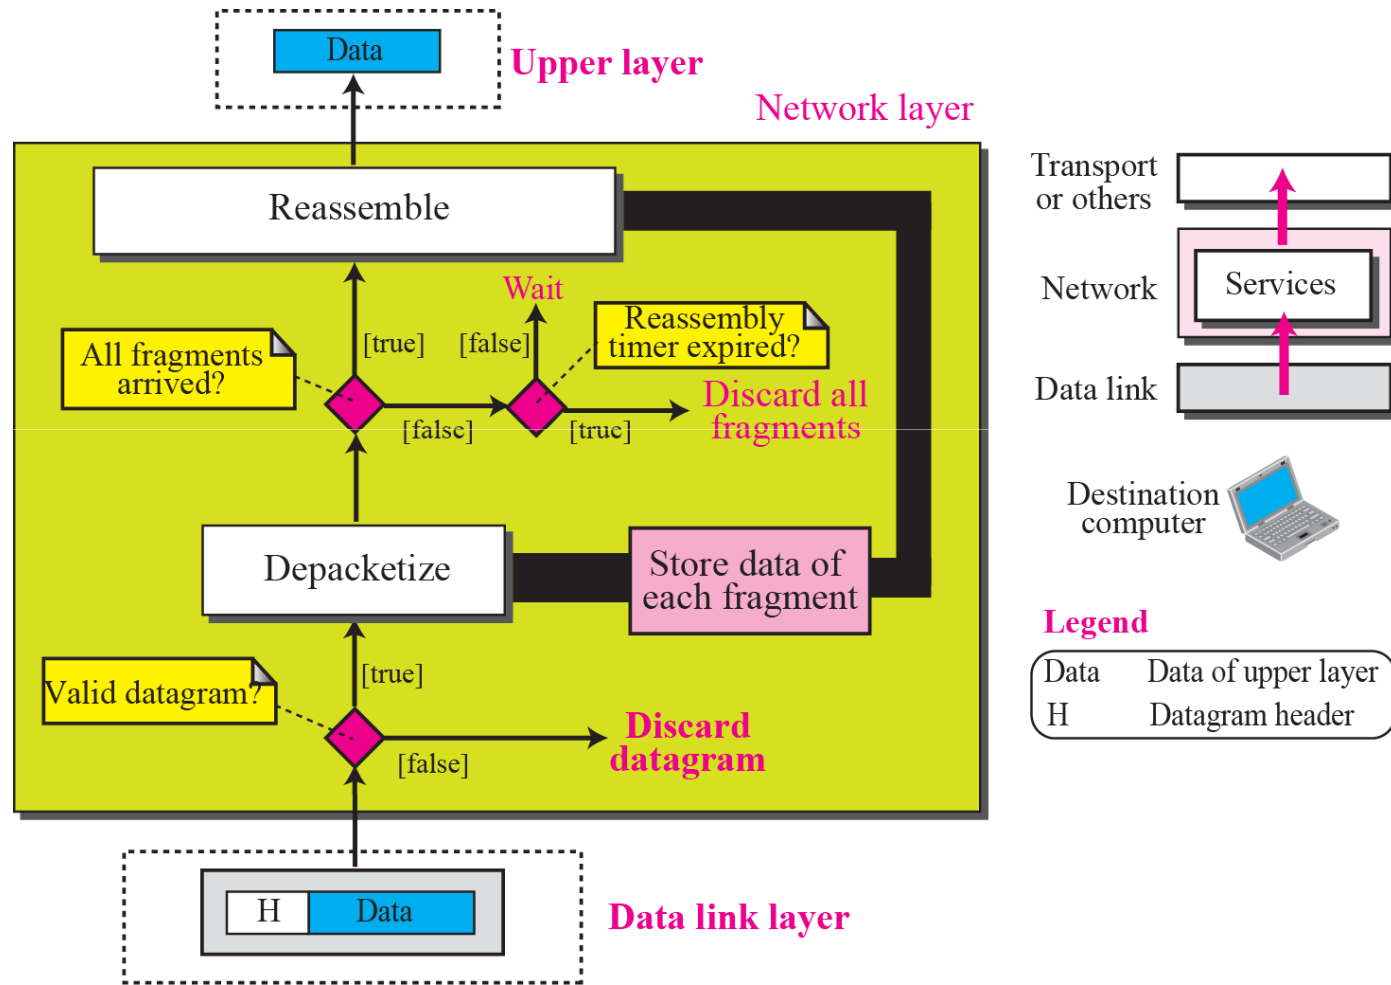 Data
Upper layer
Network layer
Reassemble
Wait
All fragments
arrived?
[true]
[false]
Reassembly
timer expired?
[false]
[true]
Discard all
fragments
Depacketize
Store data of
each fragment
Valid datagram?
[true]
[false]
Discard
datagram
H
Data
Data link layer
Transport
or others
Network
Services
Data link
Destination
computer
Legend
Data Data of upper layer
H Datagram header